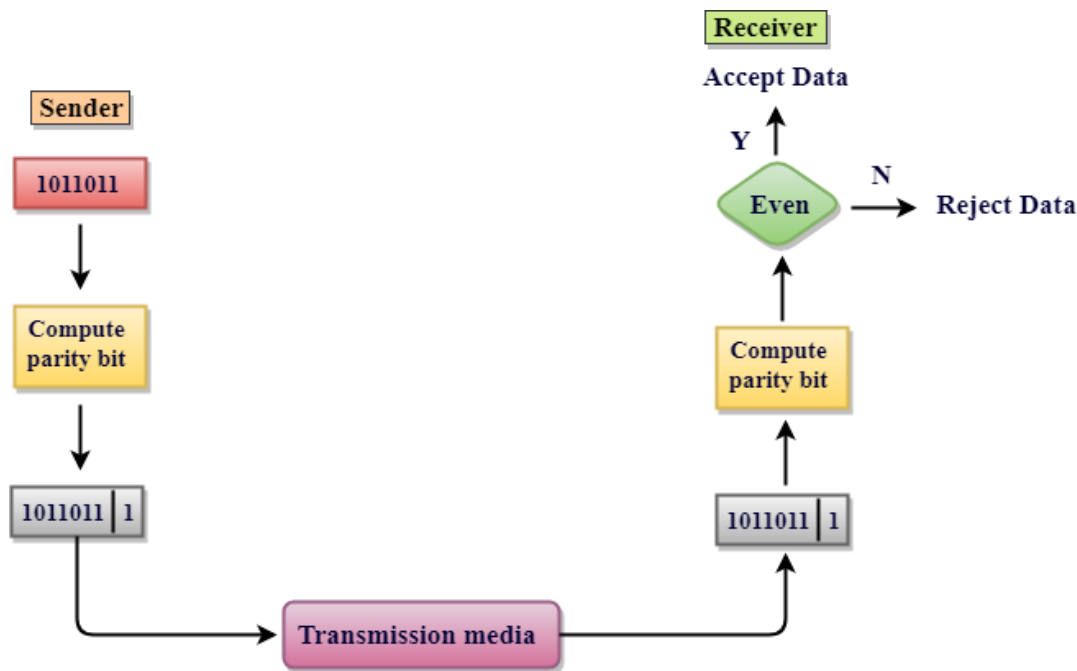 Sender
1011011
Compute
parity bit
1011011 | 1
Transmission media
1011011 | 1
Compute
parity bit
Even
Y
N
Accept Data
Reject Data
Receiver